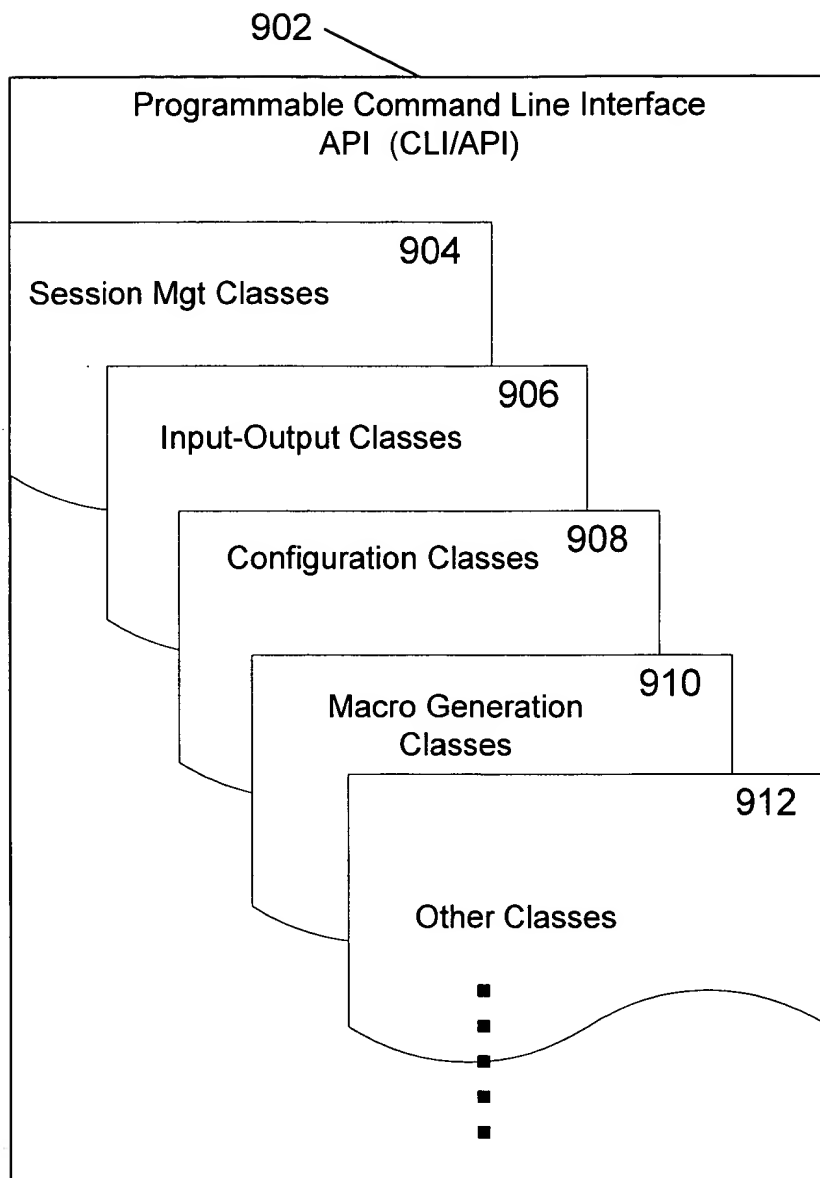 902
Programmable Command Line Interface
API (CLI/API)
904
Session Mgt Classes
906
Input-Output Classes
908
Configuration Classes
910
Macro Generation
Classes
912
Other Classes